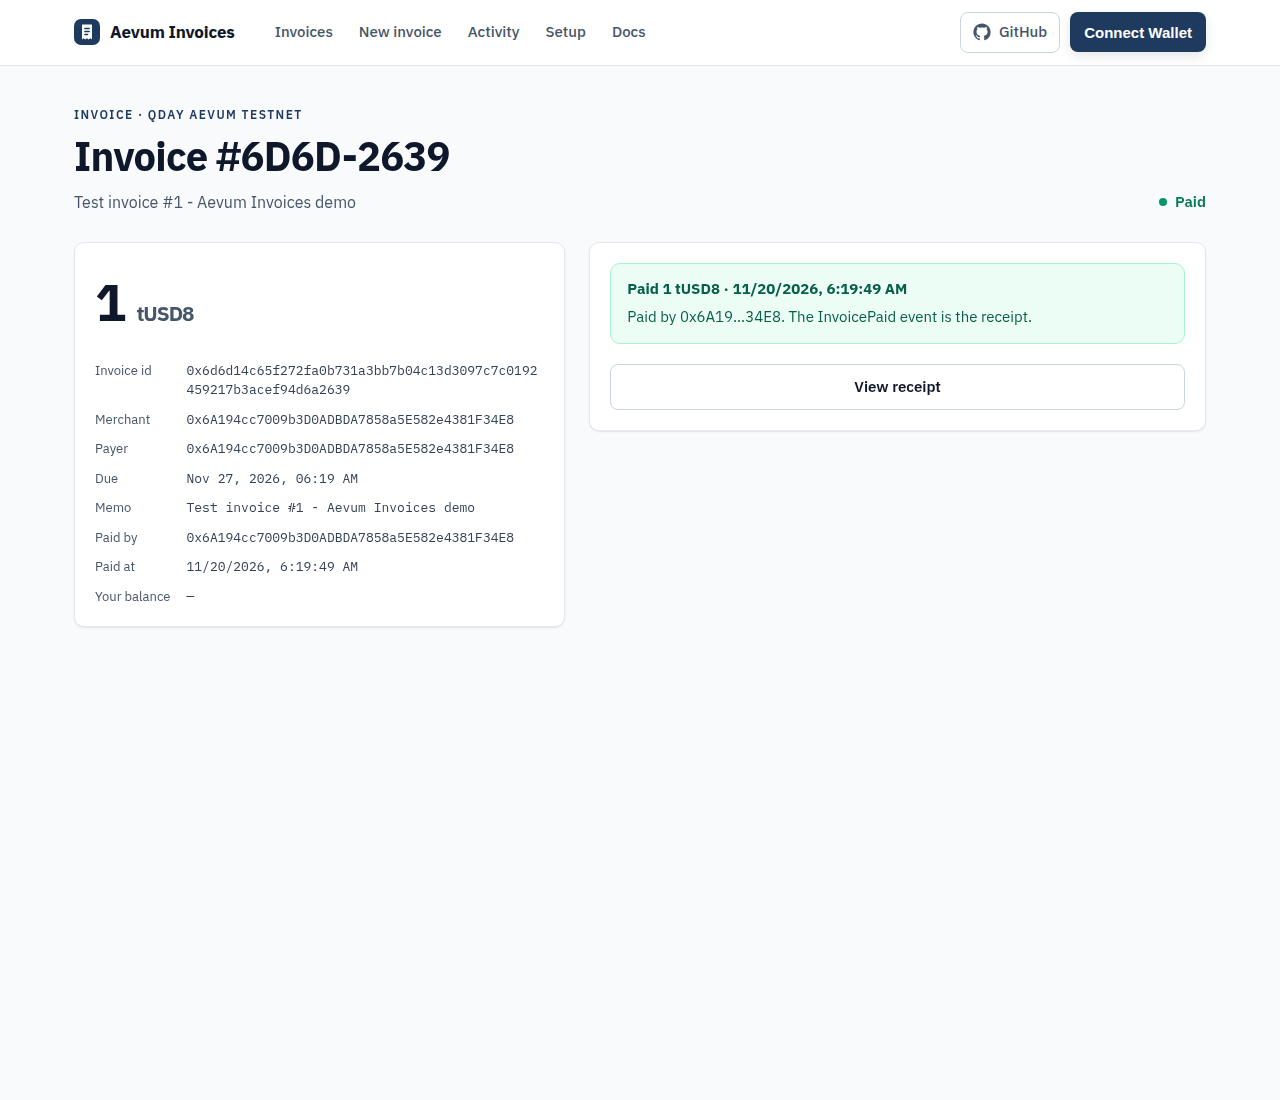 Aevum Invoices
Invoices
New invoice
Activity
Setup
Docs
GitHub
Connect Wallet
INVOICE · QDAY AEVUM TESTNET
Invoice #6D6D-2639
Test invoice #1 - Aevum Invoices demo
Paid
1 tUSD8
Invoice id 0x6d6d14c65f272fa0b731a3bb7b04c13d3097c7c0192
459217b3acef94d6a2639
Merchant 0x6A194cc7009b3D0ADBDA7858a5E582e4381F34E8
Payer 0x6A194cc7009b3D0ADBDA7858a5E582e4381F34E8
Due Nov 27, 2026, 06:19 AM
Memo Test invoice #1 - Aevum Invoices demo
Paid by 0x6A194cc7009b3D0ADBDA7858a5E582e4381F34E8
Paid at 11/20/2026, 6:19:49 AM
Your balance —
Paid 1 tUSD8 · 11/20/2026, 6:19:49 AM
Paid by 0x6A19…34E8. The InvoicePaid event is the receipt.
View receipt